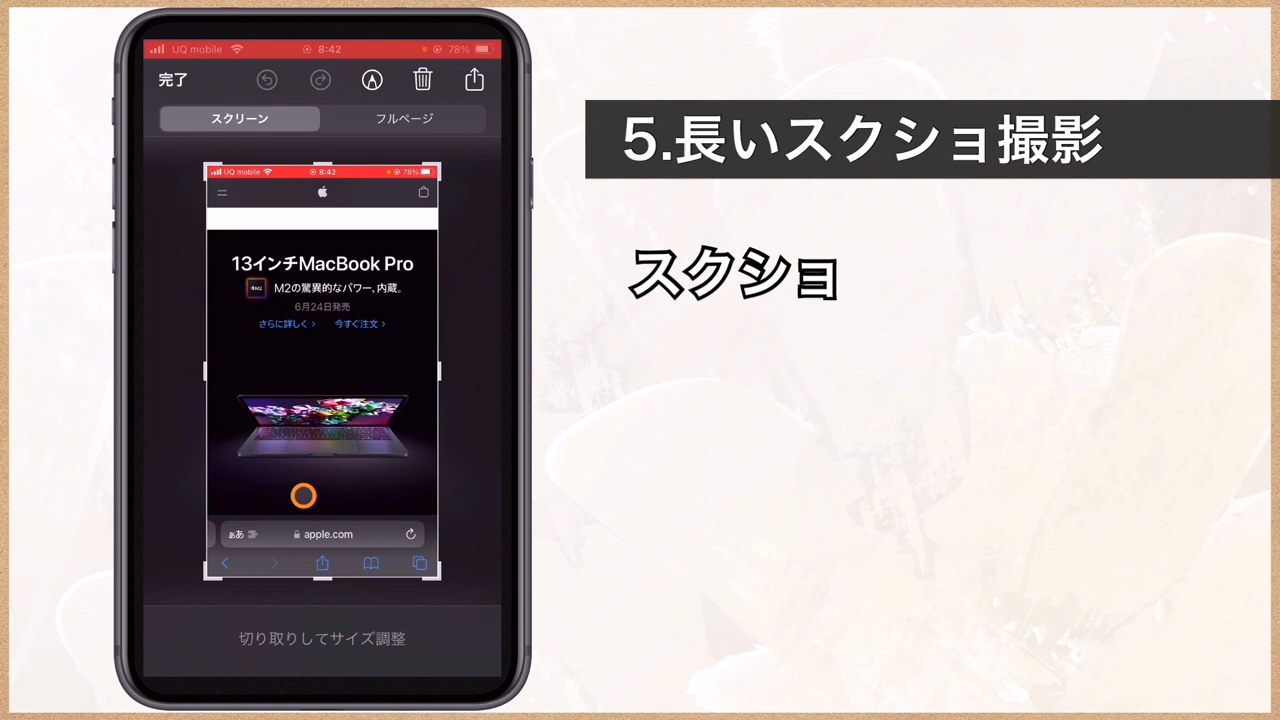 UQ mobile 8:42 78%
完了
スクリーン フルページ
UQ mobile 8:42 78%
13インチMacBook Pro
M2の驚異的なパワー、内蔵。
6月24日発売
さらに詳しく 今すぐ注文
ぁあ apple.com
切り取りしてサイズ調整
5.長いスクショ撮影
スクショ